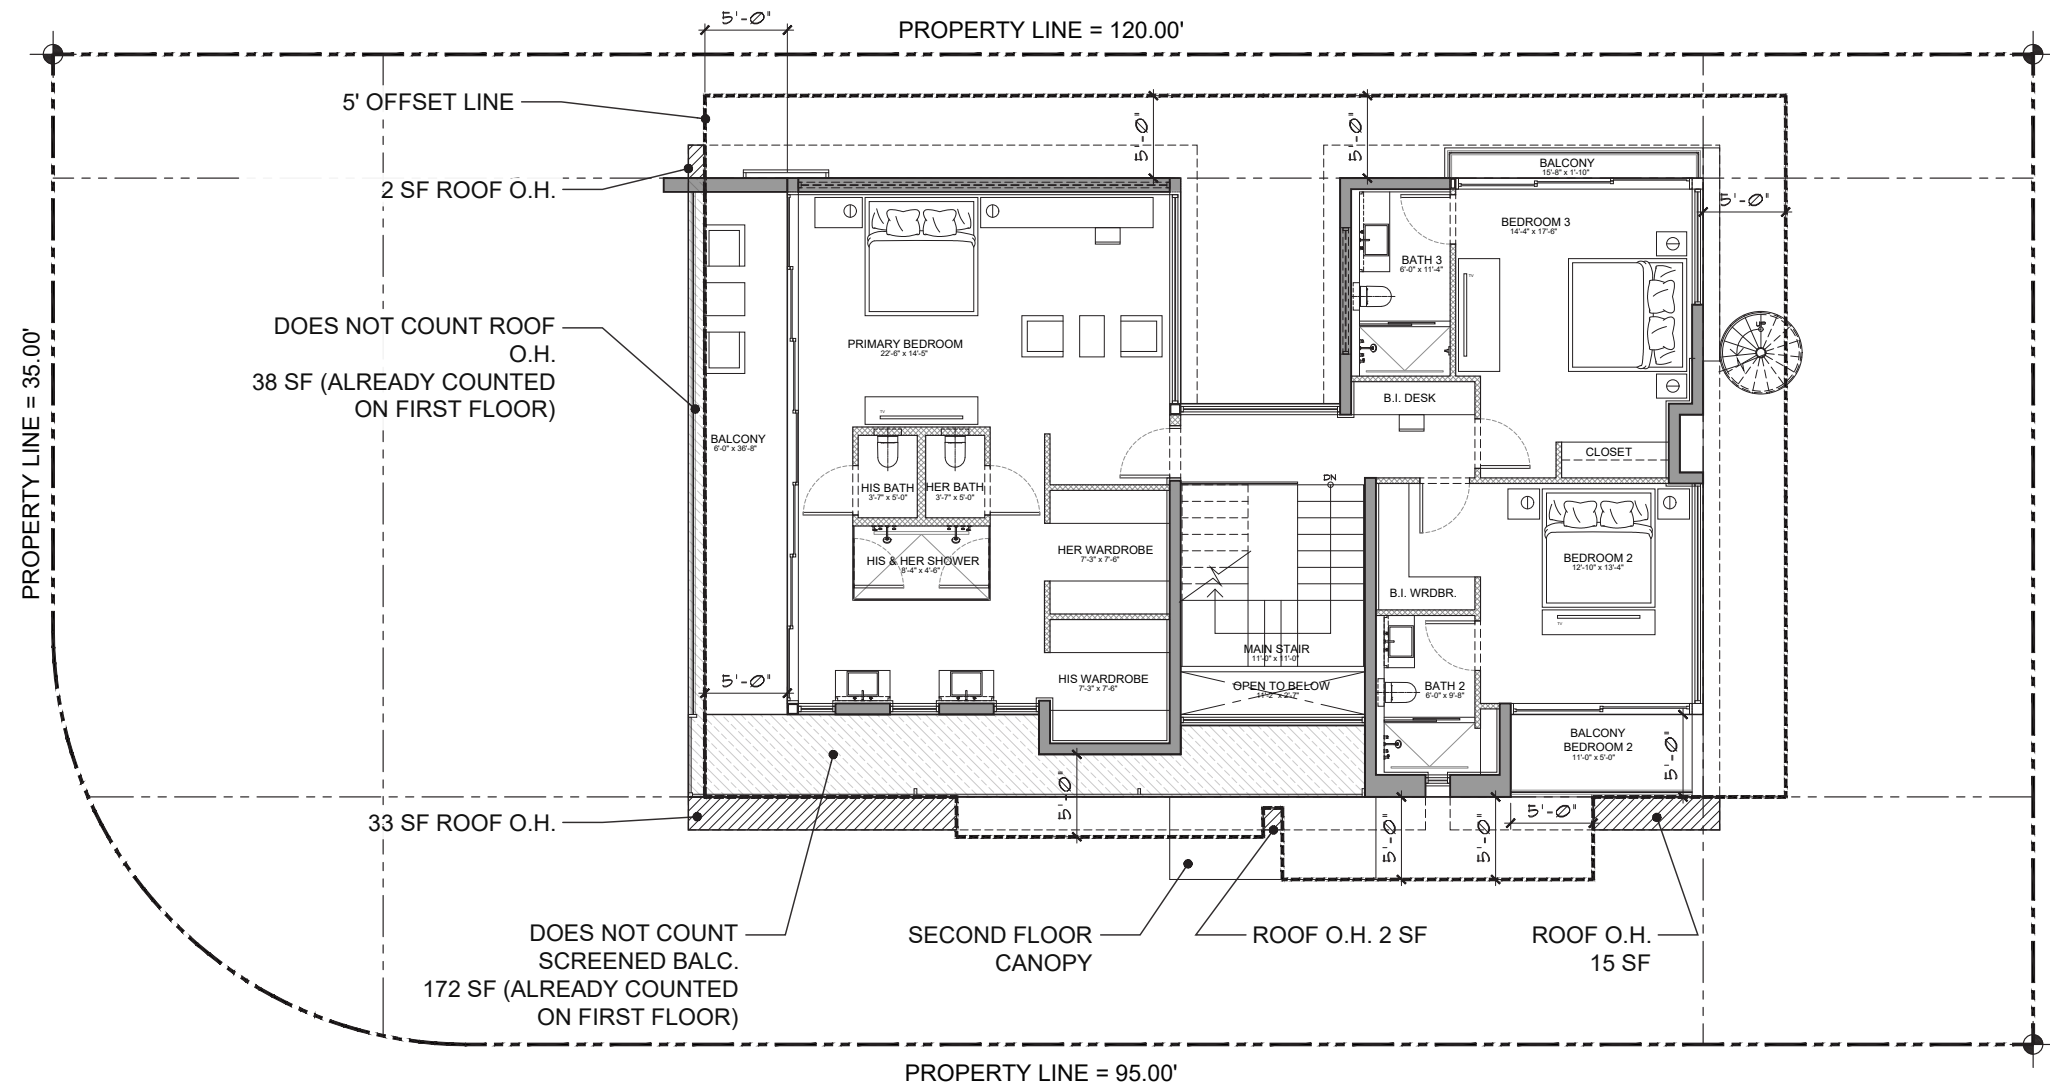 5'-0"
PROPERTY LINE = 120.00'
5' OFFSET LINE
5'-0"
5'-0"
BALCONY
15'-8" x 1'-10"
2 SF ROOF O.H.
5'-0"
BEDROOM 3
14'-4" x 17'-6"
BATH 3
6'-0" x 11'-4"
TV
DOES NOT COUNT ROOF
O.H.
38 SF (ALREADY COUNTED
ON FIRST FLOOR)
PROPERTY LINE = 35.00'
PRIMARY BEDROOM
22'-6" x 14'-5"
TV
B.I. DESK
BALCONY
6'-0" x 36'-8"
CLOSET
HIS BATH
3'-7" x 5'-0"
HER BATH
3'-7" x 5'-0"
DN
HER WARDROBE
7'-3" x 7'-6"
HIS & HER SHOWER
8'-4" x 4'-6"
BEDROOM 2
12'-10" x 13'-4"
B.I. WRDBR.
TV
MAIN STAIR
11'-0" x 11'-0"
5'-0"
HIS WARDROBE
7'-3" x 7'-6"
OPEN TO BELOW
11'-2" x 2'-7"
BATH 2
6'-0" x 9'-8"
BALCONY
BEDROOM 2
11'-0" x 5'-0"
5'-0"
5'-0"
33 SF ROOF O.H.
5'-0"
5'-0"
5'-0"
DOES NOT COUNT
SCREENED BALC.
172 SF (ALREADY COUNTED
ON FIRST FLOOR)
SECOND FLOOR
CANOPY
ROOF O.H. 2 SF
ROOF O.H.
15 SF
PROPERTY LINE = 95.00'